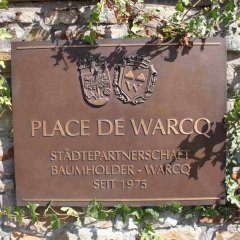 PLACE DE WARCQ
STÄDTEPARTNERSCHAFT
BAUMHOLDER - WARCQ
SEIT 1975